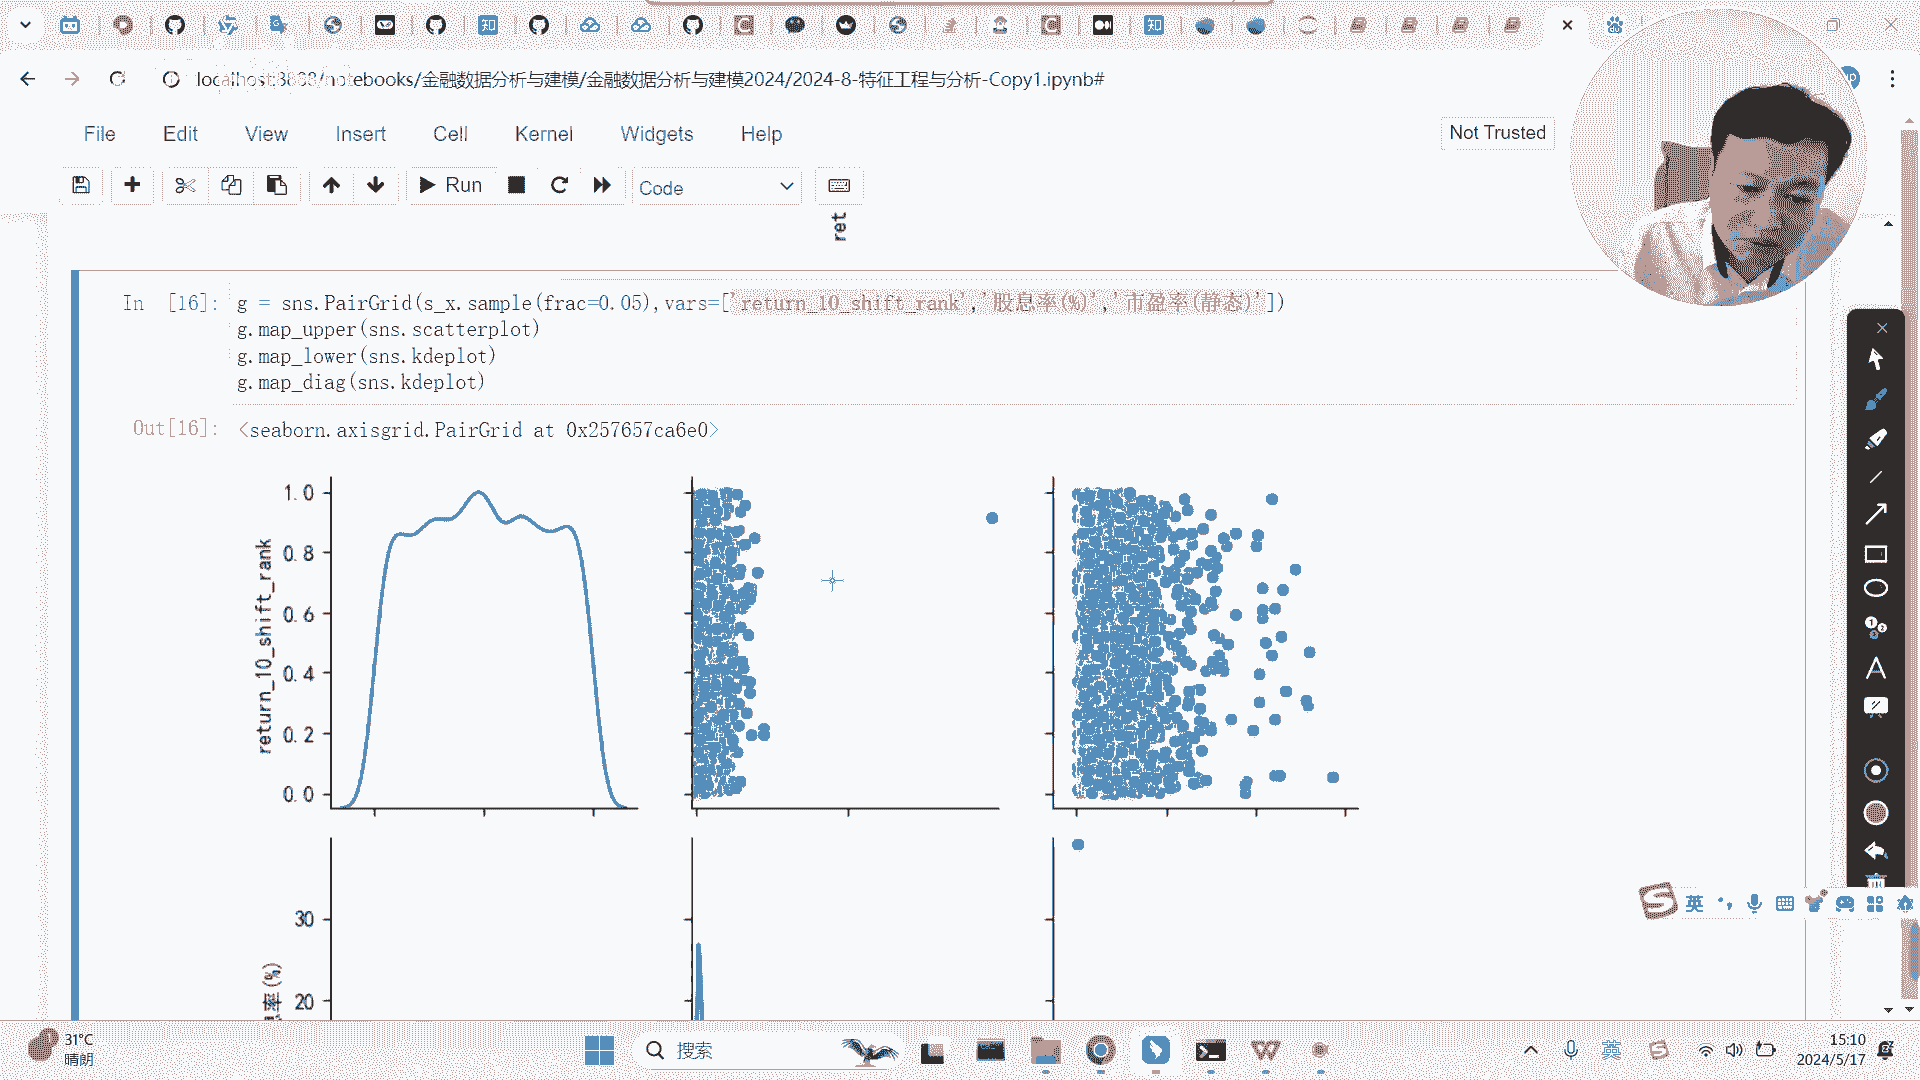 localhost:8888/notebooks/金融数据分析与建模/金融数据分析与建模2024/2024-8-特征工程与分析-Copy1.ipynb#
File Edit View Insert Cell Kernel Widgets Help
Not Trusted
Run
Code
ret
In [16]:
g = sns.PairGrid(s_x.sample(frac=0.05),vars=['return_10_shift_rank','股息率(%)','市盈率(静态)'])
g.map_upper(sns.scatterplot)
g.map_lower(sns.kdeplot)
g.map_diag(sns.kdeplot)
Out[16]:
<seaborn.axisgrid.PairGrid at 0x257657ca6e0>
return_10_shift_rank
1.0
0.8
0.6
0.4
0.2
0.0
息率(%)
30
20
英
31°C
晴朗
搜索
英
15:10
2024/5/17